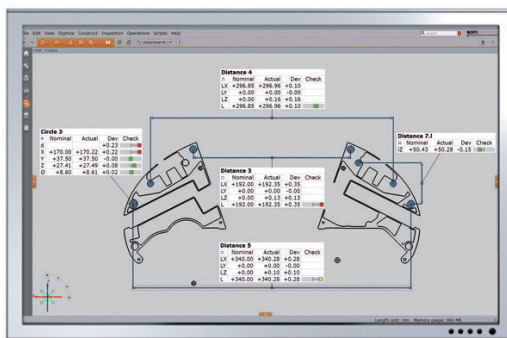 File Edit View Digitize Construct Inspection Operations Scripts Help
Search
gom
Distance 4
Nominal Actual Dev Check
LX +296.85 +296.96 +0.10
LY +0.00 +0.00 -0.00
LZ +0.00 +0.16 +0.16
L +296.85 +296.96 +0.10
Circle 3
Nominal Actual Dev Check
d +0.23
X +170.00 +170.22 +0.22
Y +37.50 +37.50 -0.00
Z +27.41 +27.49 +0.08
Ø +8.60 +8.61 +0.02
Distance 7.I
Nominal Actual Dev Check
lZ +50.43 +50.28 -0.15
Distance 3
Nominal Actual Dev Check
LX +192.00 +192.35 +0.35
LY +0.00 +0.00 -0.00
LZ +0.00 +0.13 +0.13
L +192.00 +192.35 +0.35
Distance 5
Nominal Actual Dev Check
LX +340.00 +340.28 +0.28
LY +0.00 +0.00 -0.00
LZ +0.00 +0.10 +0.10
L +340.00 +340.28 +0.28